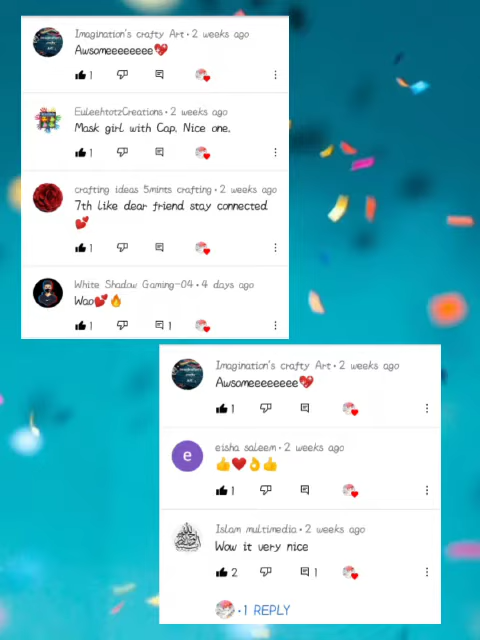 Imagination's crafty Art • 2 weeks ago
Awsomeeeeeeee💖
1
EuleehtotzCreations • 2 weeks ago
Mask girl with Cap. Nice one.
1
crafting ideas 5mints crafting • 2 weeks ago
7th like dear friend stay connected
💕
1
White Shadow Gaming-04 • 4 days ago
Wao💕🔥
1 1
Imagination's crafty Art • 2 weeks ago
Awsomeeeeeeee💖
1
e
eisha saleem • 2 weeks ago
👍❤️👌👍
1
Islam multimedia • 2 weeks ago
Wow it very nice
2 1
• 1 REPLY